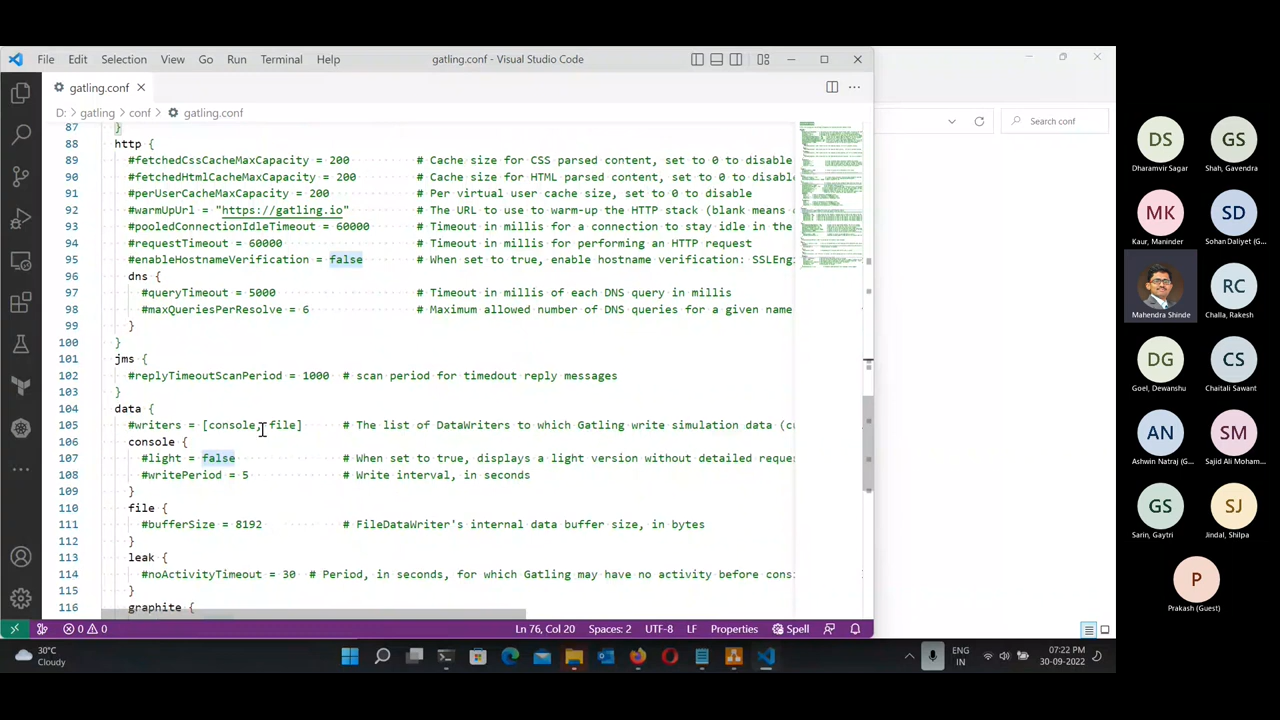 File Edit Selection View Go Run Terminal Help gatling.conf - Visual Studio Code
gatling.conf
D: > gatling > conf > gatling.conf
Search conf
87 }
88 http {
89 #fetchedCssCacheMaxCapacity = 200 # Cache size for CSS parsed content, set to 0 to disable
90 #fetchedHtmlCacheMaxCapacity = 200 # Cache size for HTML parsed content, set to 0 to disab
91 #perUserCacheMaxCapacity = 200 # Per virtual user cache size, set to 0 to disable
92 #warmUpUrl = "https://gatling.io" # The URL to use to warm-up the HTTP stack (blank means
93 #pooledConnectionIdleTimeout = 60000 # Timeout in millis for a connection to stay idle in the
94 #requestTimeout = 60000 # Timeout in millis for performing an HTTP request
95 #enableHostnameVerification = false # When set to true, enable hostname verification: SSLEng
96 dns {
97 #queryTimeout = 5000 # Timeout in millis of each DNS query in millis
98 #maxQueriesPerResolve = 6 # Maximum allowed number of DNS queries for a given name
99 }
100 }
101 jms {
102 #replyTimeoutScanPeriod = 1000 # scan period for timedout reply messages
103 }
104 data {
105 #writers = [console, file] # The list of DataWriters to which Gatling write simulation data (c
106 console {
107 #light = false # When set to true, displays a light version without detailed reque
108 #writePeriod = 5 # Write interval, in seconds
109 }
110 file {
111 #bufferSize = 8192 # FileDataWriter's internal data buffer size, in bytes
112 }
113 leak {
114 #noActivityTimeout = 30 # Period, in seconds, for which Gatling may have no activity before cons
115 }
116 graphite {
0 0 Ln 76, Col 20 Spaces: 2 UTF-8 LF Properties Spell
30°C
Cloudy
ENG
IN
07:22 PM
30-09-2022
DS
Dharamvir Sagar
GS
Shah, Gavendra
MK
Kaur, Maninder
SD
Sohan Daliyet (G...
Mahendra Shinde
RC
Challa, Rakesh
DG
Goel, Dewanshu
CS
Chaitali Sawant
AN
Ashwin Natraj (G...
SM
Sajid Ali Moham...
GS
Sarin, Gaytri
SJ
Jindal, Shilpa
P
Prakash (Guest)